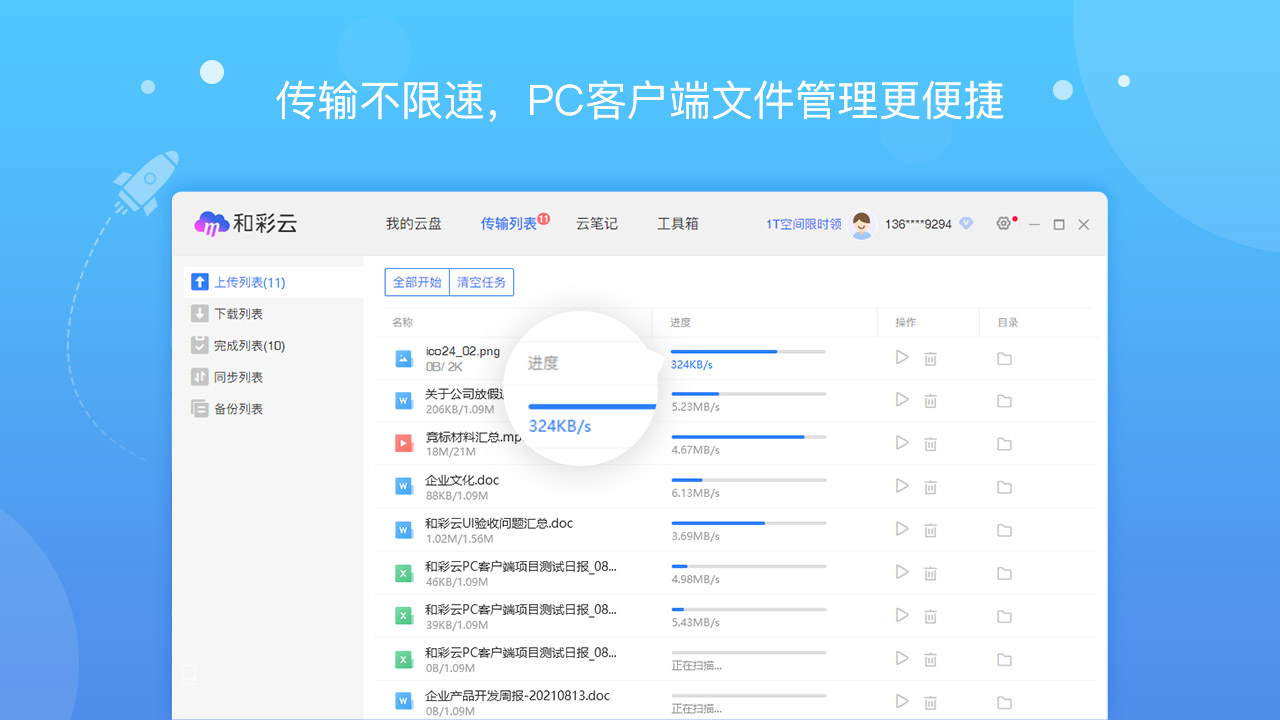 传输不限速，PC客户端文件管理更便捷
和彩云
我的云盘 传输列表 11 云笔记 工具箱 1T空间限时领 136****9294
上传列表(11)
下载列表
完成列表(10)
同步列表
备份列表
全部开始 清空任务
名称 进度 操作 目录
ico24_02.png
0B/ 2K
324KB/s
进度
324KB/s
关于公司放假
206KB/1.09M
5.23MB/s
竟标材料汇总.mp
18M/21M
4.67MB/s
企业文化.doc
88KB/1.09M
6.13MB/s
和彩云UI验收问题汇总.doc
1.02M/1.56M
3.69MB/s
和彩云PC客户端项目测试日报_08...
46KB/1.09M
4.98MB/s
和彩云PC客户端项目测试日报_08...
39KB/1.09M
5.43MB/s
和彩云PC客户端项目测试日报_08...
0B/1.09M
正在扫描...
企业产品开发周报-20210813.doc
0B/1.09M
正在扫描...